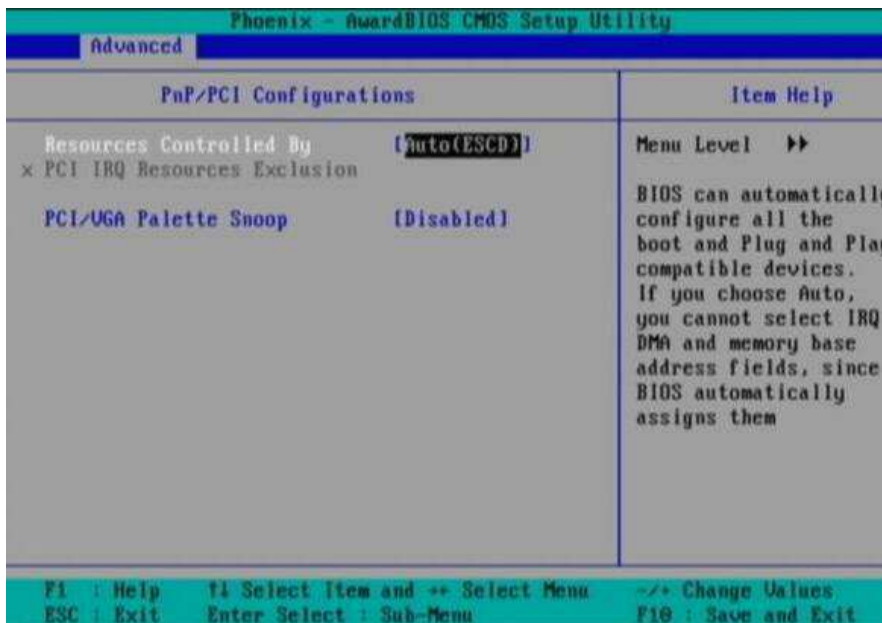 Phoenix - AwardBIOS CMOS Setup Utility
Advanced
PnP/PCI Configurations
Item Help
Resources Controlled By [Auto(ESCD)]
x PCI IRQ Resources Exclusion
PCI/VGA Palette Snoop [Disabled]
Menu Level ▶▶
BIOS can automaticall
configure all the
boot and Plug and Pla
compatible devices.
If you choose Auto,
you cannot select IRQ
DMA and memory base
address fields, since
BIOS automatically
assigns them
F1 : Help ↑↓ Select Item and ↔ Select Menu -/+ Change Values
ESC : Exit Enter Select : Sub-Menu F10 : Save and Exit